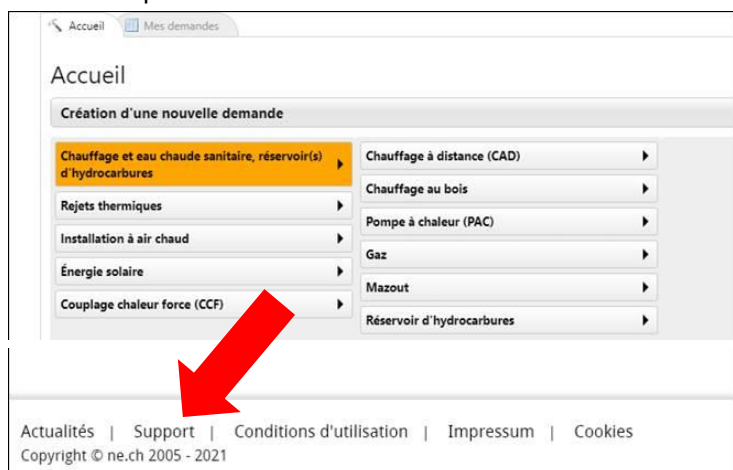 Accueil Mes demandes
Accueil
Création d'une nouvelle demande
Chauffage et eau chaude sanitaire, réservoir(s)
d'hydrocarbures
Rejets thermiques
Installation à air chaud
Énergie solaire
Couplage chaleur force (CCF)
Chauffage à distance (CAD)
Chauffage au bois
Pompe à chaleur (PAC)
Gaz
Mazout
Réservoir d'hydrocarbures
Actualités | Support | Conditions d'utilisation | Impressum | Cookies
Copyright © ne.ch 2005 - 2021